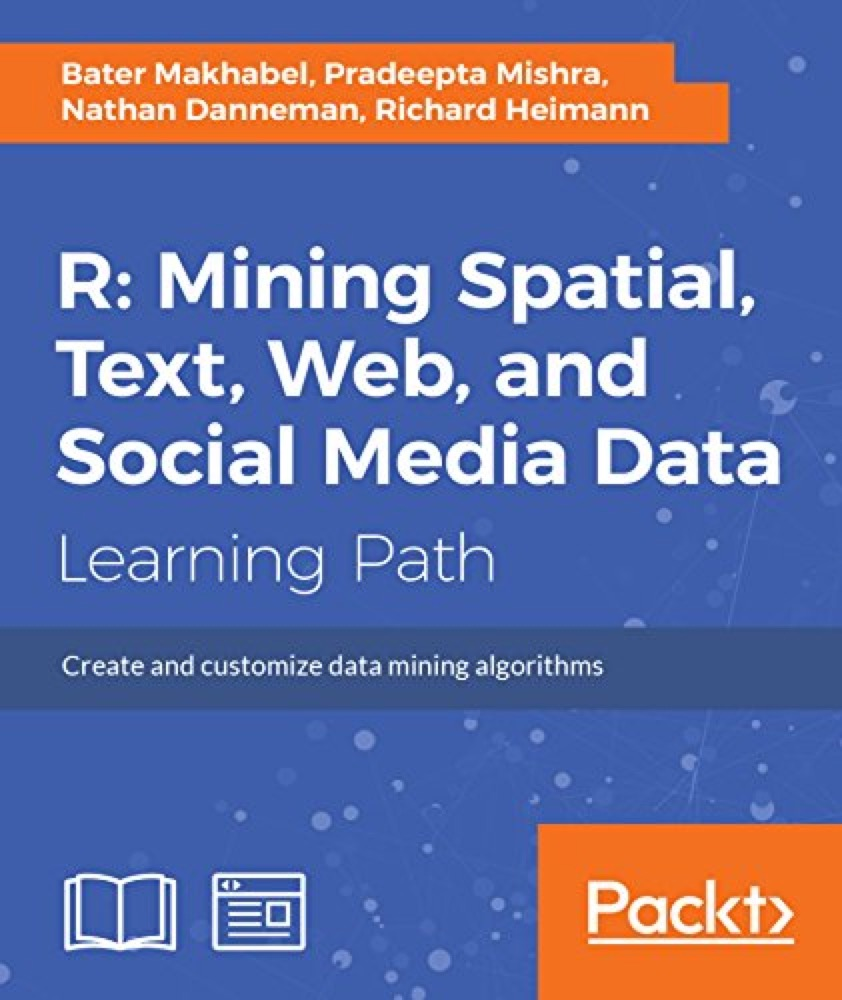 Bater Makhabel, Pradeepta Mishra,
Nathan Danneman, Richard Heimann
R: Mining Spatial,
Text, Web, and
Social Media Data
Learning Path
Create and customize data mining algorithms
Packt>